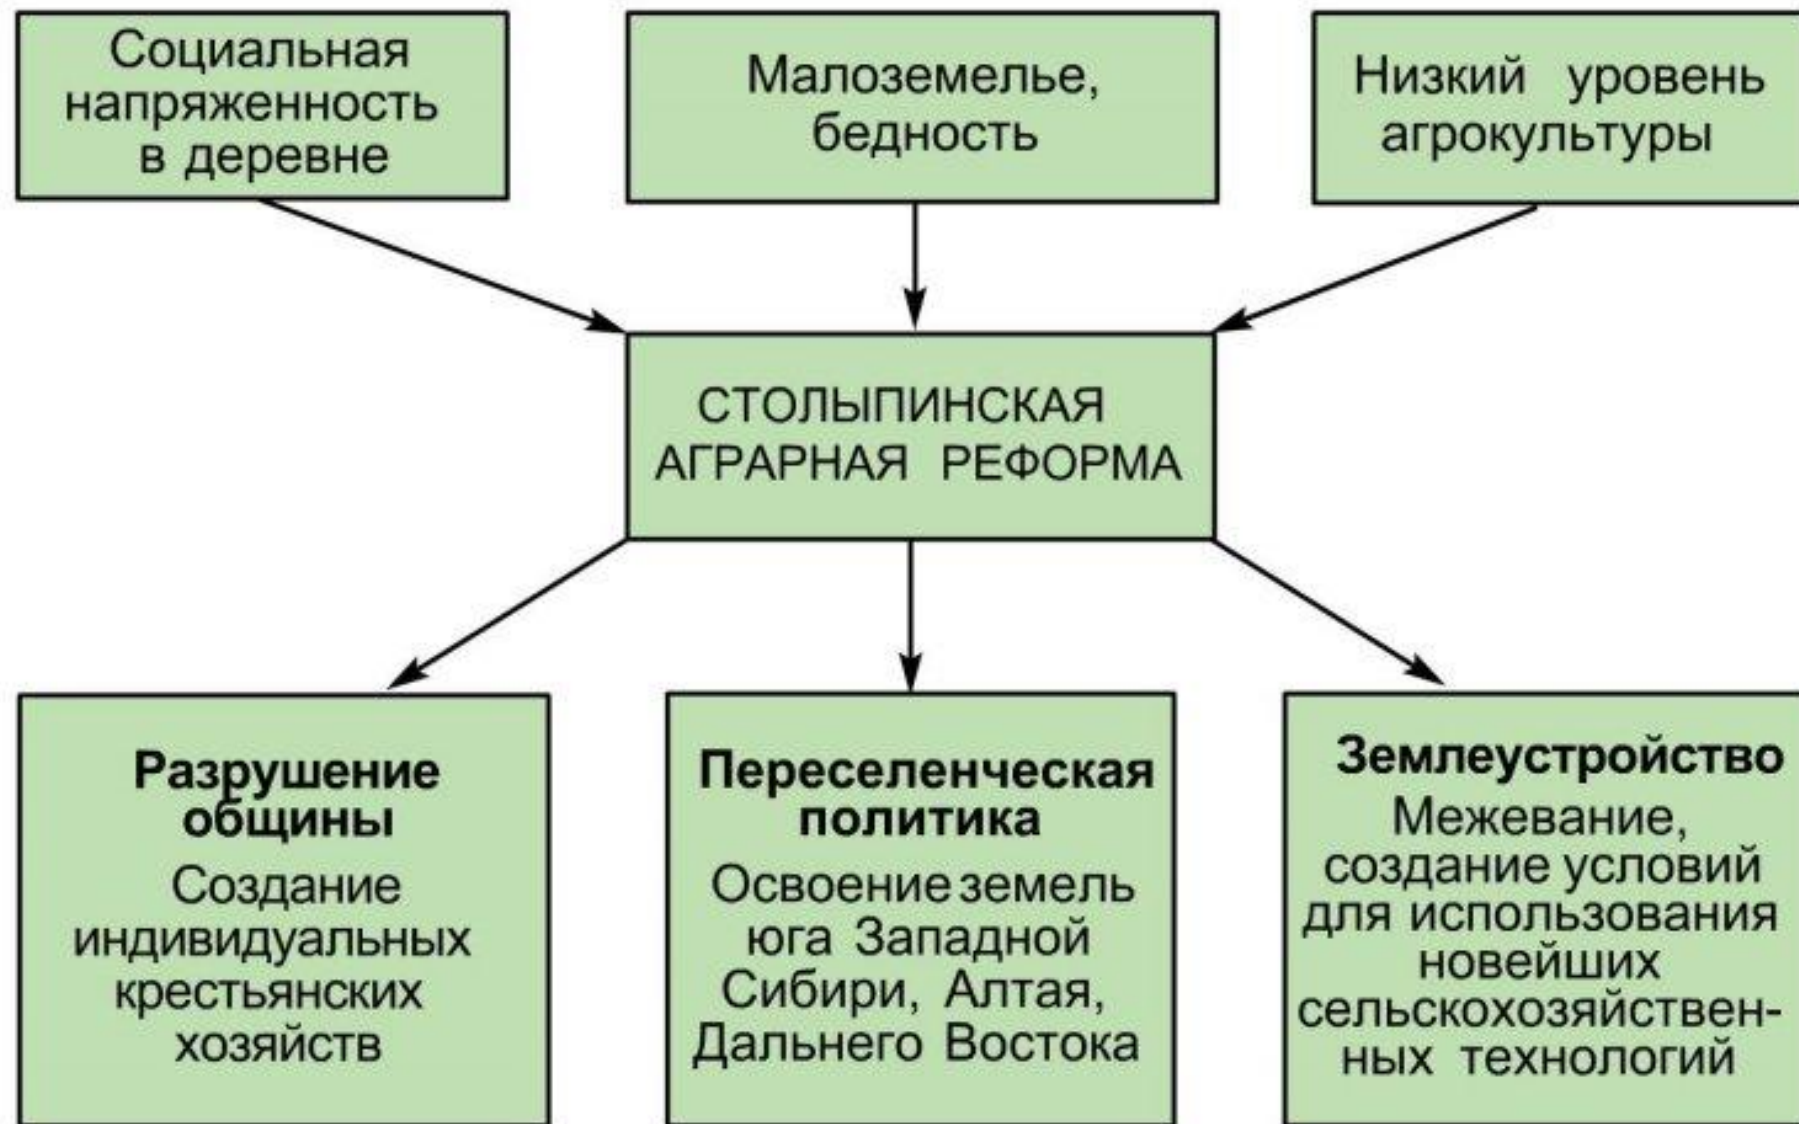 Социальная
напряженность
в деревне
Малоземелье,
бедность
Низкий уровень
агрокультуры
СТОЛЫПИНСКАЯ
АГРАРНАЯ РЕФОРМА
Разрушение
общины
Создание
индивидуальных
крестьянских
хозяйств
Переселенческая
политика
Освоение земель
юга Западной
Сибири, Алтая,
Дальнего Востока
Землеустройство
Межевание,
создание условий
для использования
новейших
сельскохозяйствен-
ных технологий